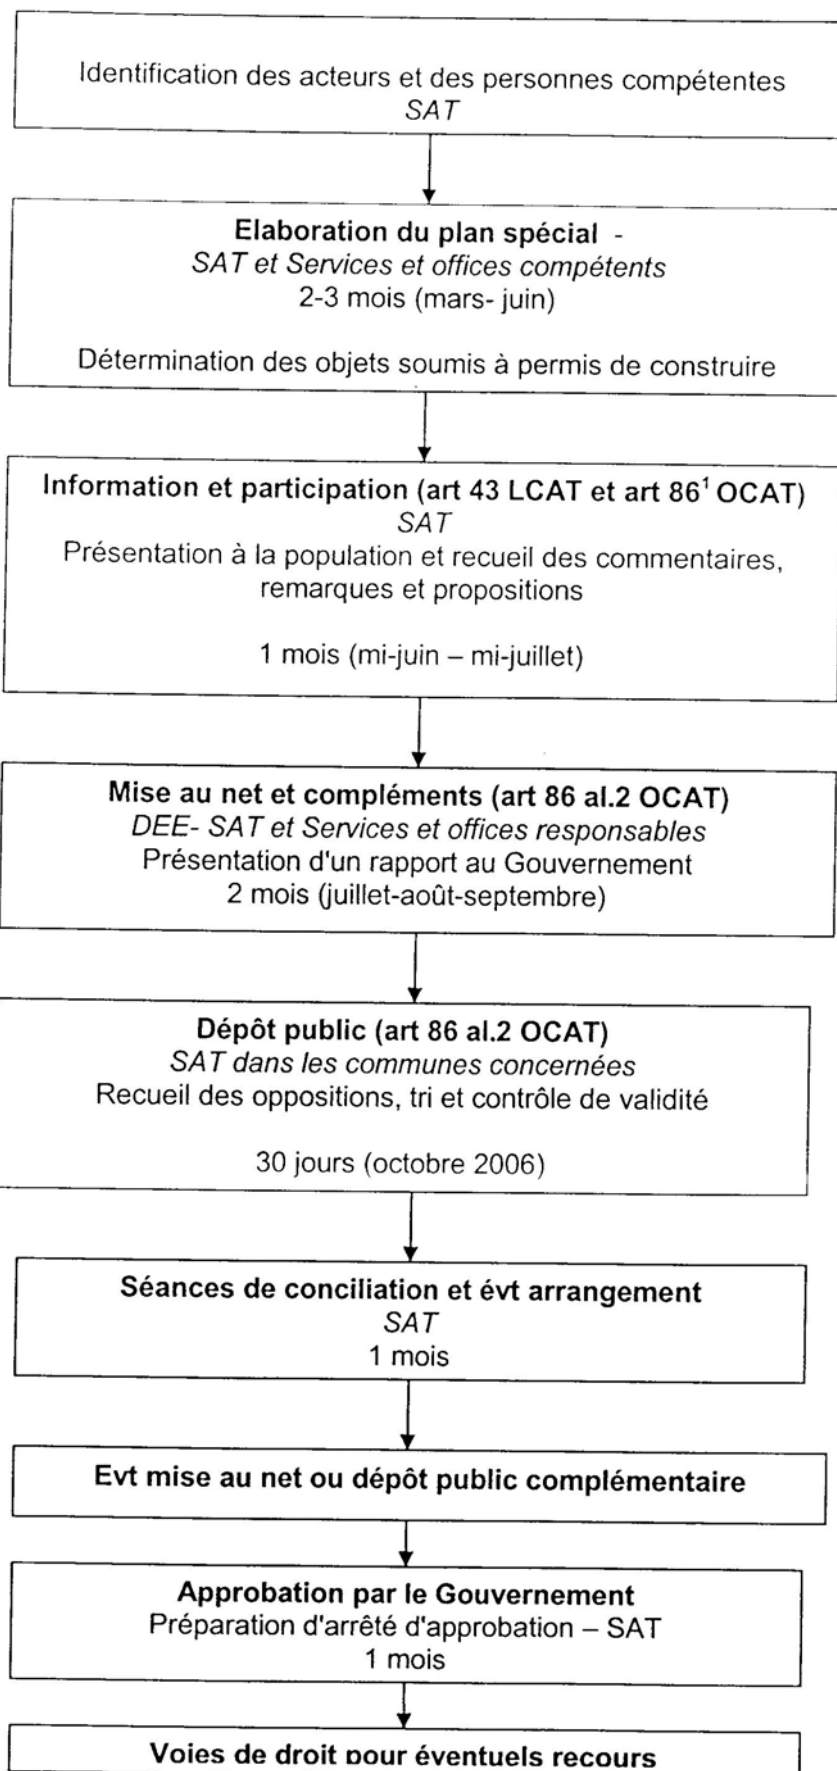 Identification des acteurs et des personnes compétentes
SAT
Elaboration du plan spécial -
SAT et Services et offices compétents
2-3 mois (mars- juin)
Détermination des objets soumis à permis de construire
Information et participation (art 43 LCAT et art 86¹ OCAT)
SAT
Présentation à la population et recueil des commentaires,
remarques et propositions
1 mois (mi-juin – mi-juillet)
Mise au net et compléments (art 86 al.2 OCAT)
DEE- SAT et Services et offices responsables
Présentation d'un rapport au Gouvernement
2 mois (juillet-août-septembre)
Dépôt public (art 86 al.2 OCAT)
SAT dans les communes concernées
Recueil des oppositions, tri et contrôle de validité
30 jours (octobre 2006)
Séances de conciliation et évt arrangement
SAT
1 mois
Evt mise au net ou dépôt public complémentaire
Approbation par le Gouvernement
Préparation d'arrêté d'approbation – SAT
1 mois
Voies de droit pour éventuels recours